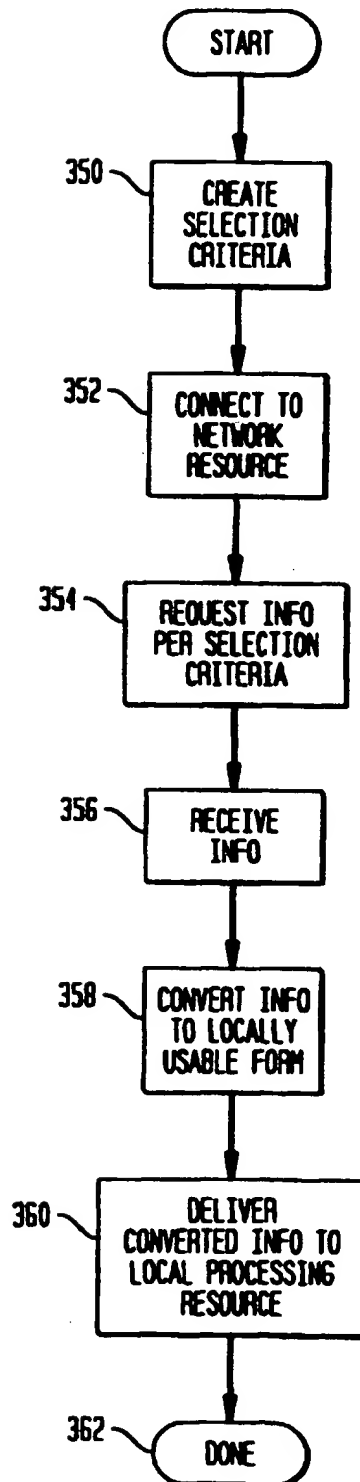 START
350
CREATE
SELECTION
CRITERIA
352
CONNECT TO
NETWORK
RESOURCE
354
REQUEST INFO
PER SELECTION
CRITERIA
356
RECEIVE
INFO
358
CONVERT INFO
TO LOCALLY
USABLE FORM
360
DELIVER
CONVERTED INFO TO
LOCAL PROCESSING
RESOURCE
362
DONE